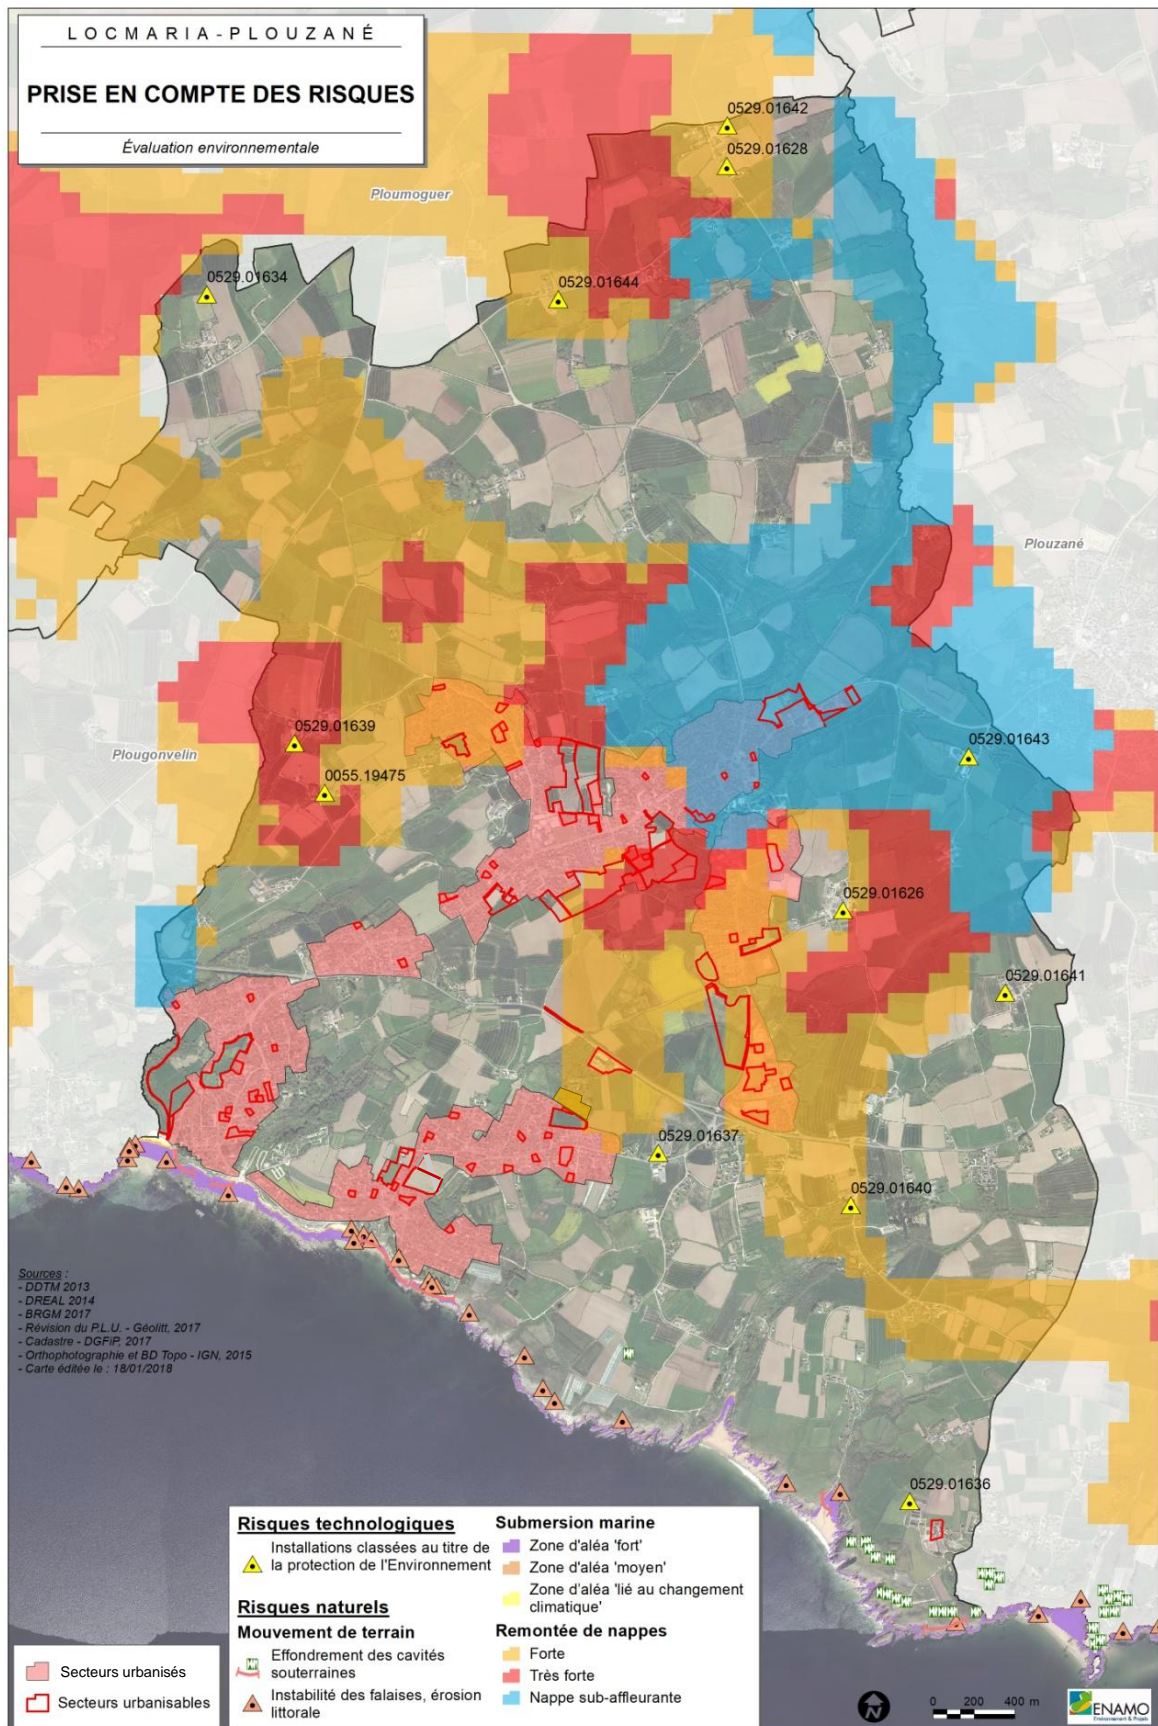 LOCMARIA-PLOUZANÉ
PRISE EN COMPTE DES RISQUES
Évaluation environnementale
0529.01642
0529.01628
Ploumoguer
0529.01634
0529.01644
Plouzané
0529.01639
0529.01643
Plougonvelin
0055.19475
0529.01626
0529.01641
0529.01637
0529.01640
0529.01636
Sources :
- DDTM 2013
- DREAL 2014
- BRGM 2017
- Révision du P.L.U. - Géolitt, 2017
- Cadastre - DGFiP, 2017
- Orthophotographie et BD Topo - IGN, 2015
- Carte éditée le : 18/01/2018
Secteurs urbanisés
Secteurs urbanisables
Risques technologiques
Installations classées au titre de
la protection de l'Environnement
Risques naturels
Mouvement de terrain
Effondrement des cavités
souterraines
Instabilité des falaises, érosion
littorale
Submersion marine
Zone d'aléa 'fort'
Zone d'aléa 'moyen'
Zone d'aléa 'lié au changement
climatique'
Remontée de nappes
Forte
Très forte
Nappe sub-affleurante
N
0 200 400 m
ENAMO
Environnement & Projets